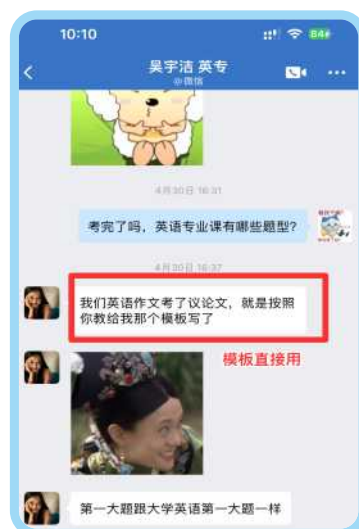 10:10
84
吴宇洁 英专
@微信
4月30日 16:31
考完了吗，英语专业课有哪些题型？
4月30日 16:37
我们英语作文考了议论文，就是按照
你教给我那个模板写了
模板直接用
第一大题跟大学英语第一大题一样